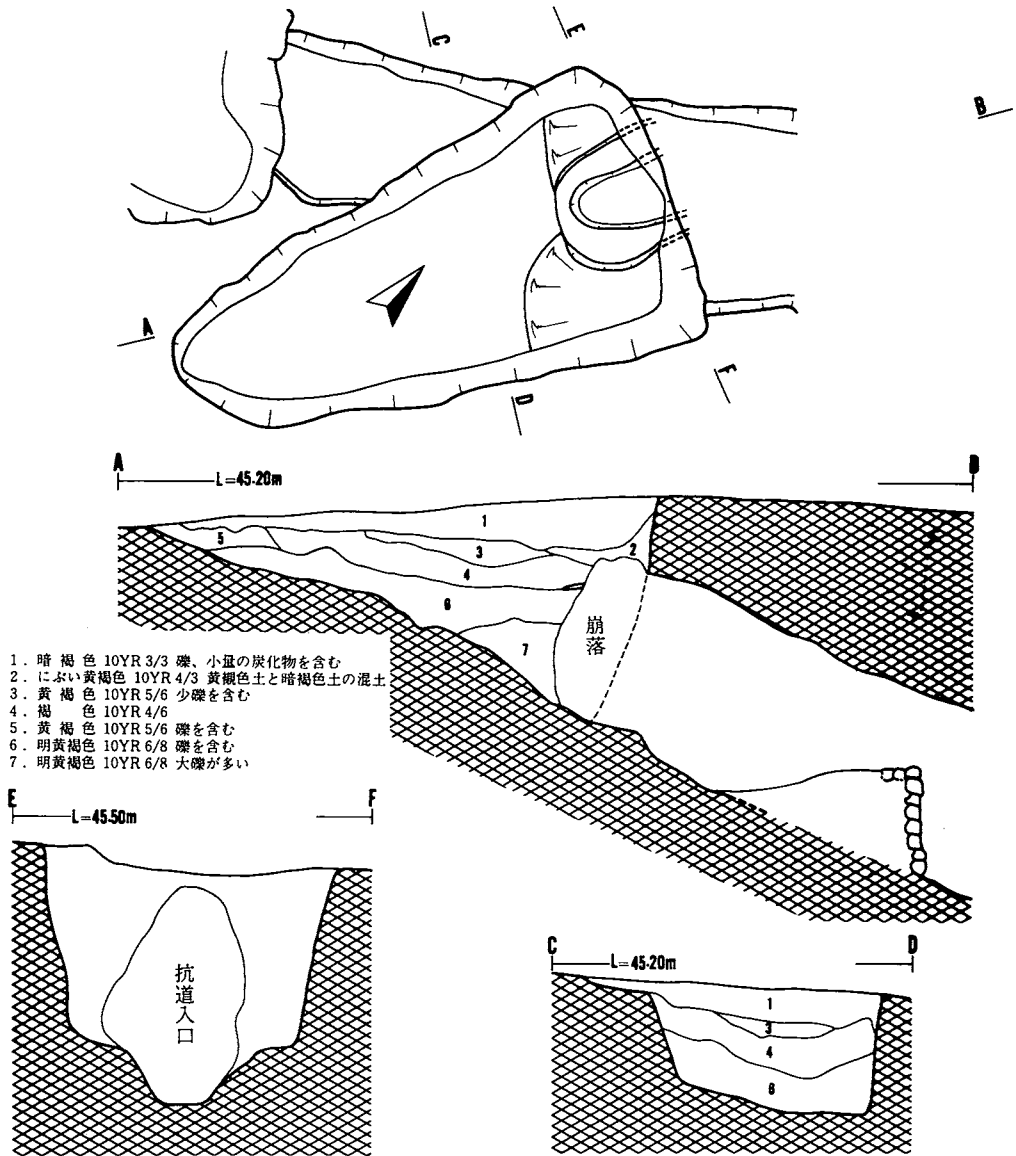 C
E
B
A
D
F
A
B
L=45.20m
1
5
3
2
4
6
7
崩落
1. 暗褐色 10YR 3/3 礫、小量の炭化物を含む
2. にぶい黄褐色 10YR 4/3 黄褐色土と暗褐色土の混土
3. 黄褐色 10YR 5/6 少礫を含む
4. 褐色 10YR 4/6
5. 黄褐色 10YR 5/6 礫を含む
6. 明黄褐色 10YR 6/8 礫を含む
7. 明黄褐色 10YR 6/8 大礫が多い
E
F
L=45.50m
抗道入口
C
D
L=45.20m
1
3
4
6